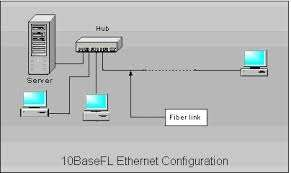 Hub
Server
Fiber link
10BaseFL Ethernet Configuration